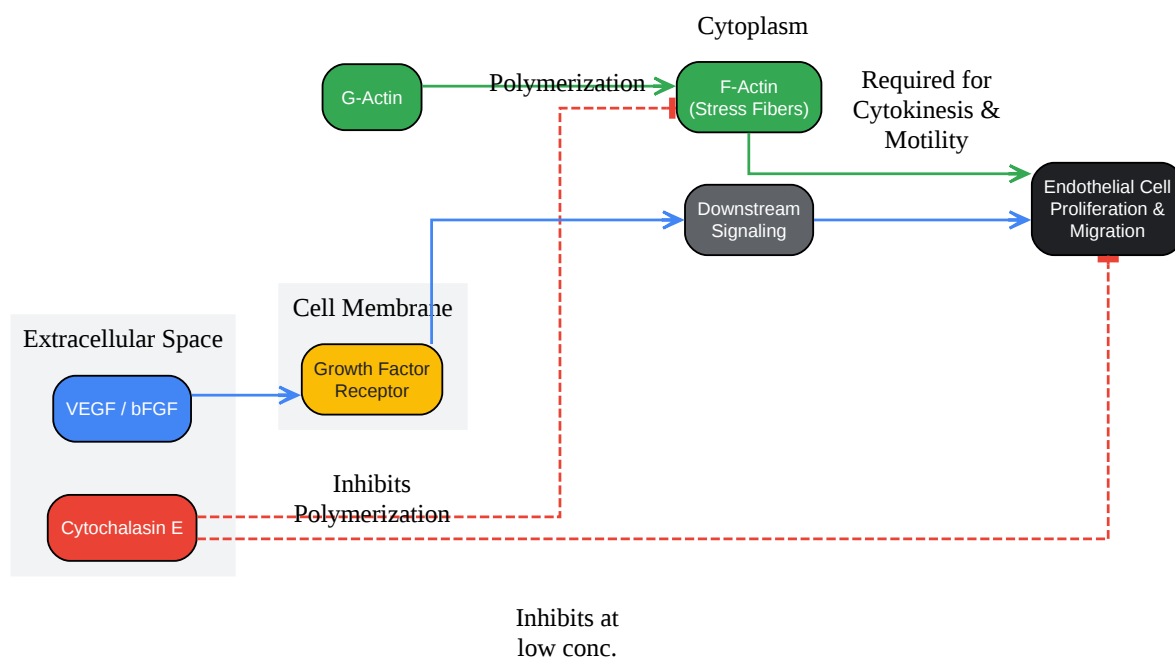 Cytoplasm
G-Actin
Polymerization
F-Actin
(Stress Fibers)
Required for
Cytokinesis &
Motility
Downstream
Signaling
Endothelial Cell
Proliferation &
Migration
Cell Membrane
Extracellular Space
Growth Factor
Receptor
VEGF / bFGF
Inhibits
Polymerization
Cytochalasin E
Inhibits at
low conc.